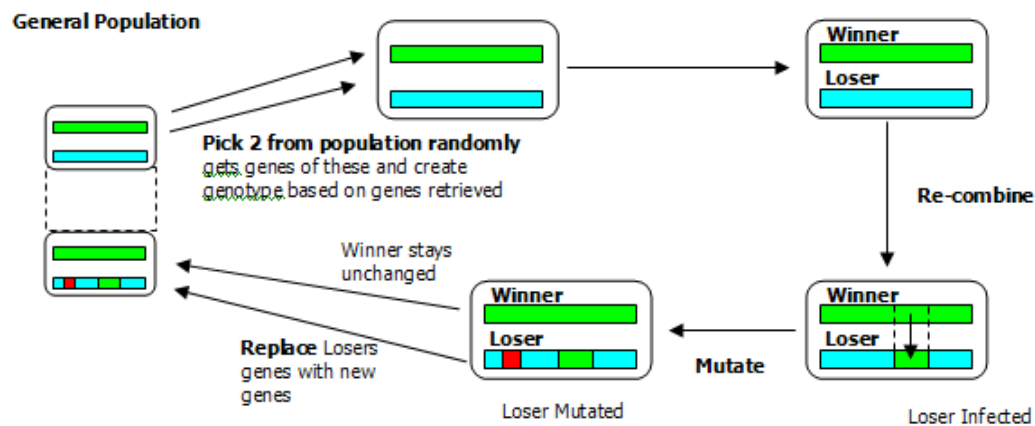 General Population
Pick 2 from population randomly
gets genes of these and create
genotype based on genes retrieved
Winner
Loser
Re-combine
Winner
Loser
Loser Infected
Mutate
Winner
Loser
Loser Mutated
Winner stays
unchanged
Replace Losers
genes with new
genes